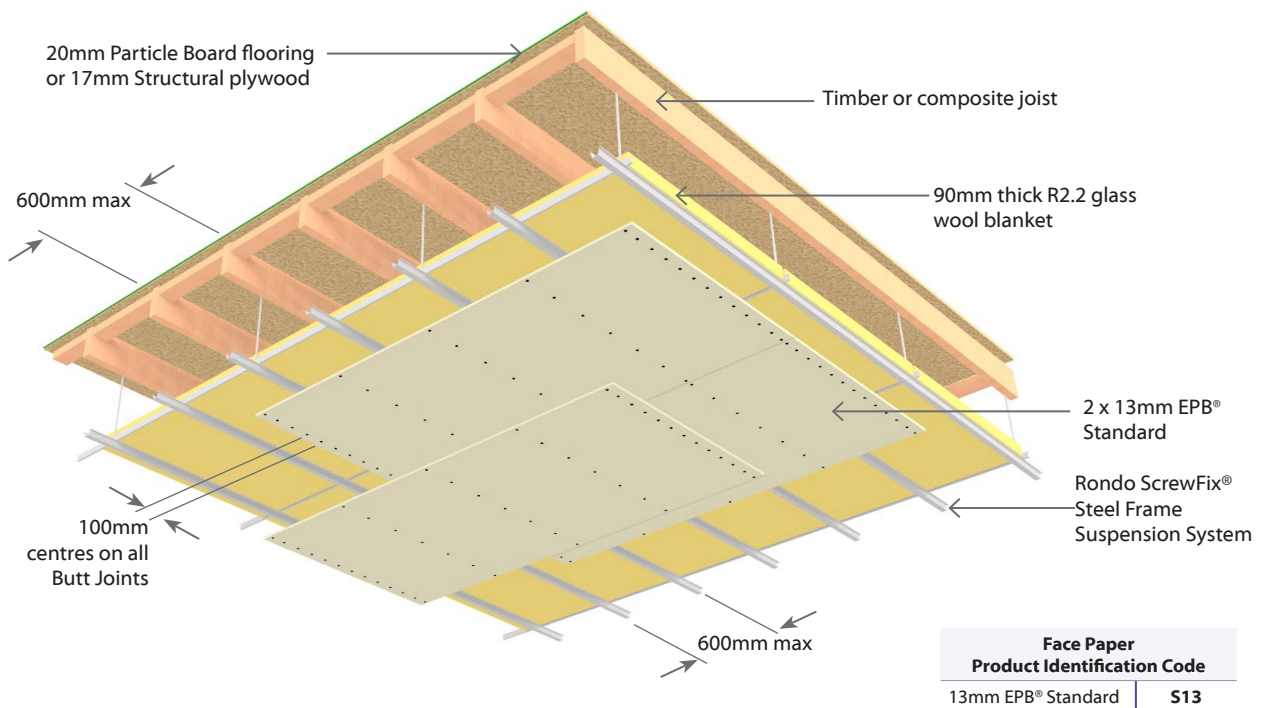 20mm Particle Board flooring
or 17mm Structural plywood
Timber or composite joist
600mm max
90mm thick R2.2 glass
wool blanket
2 x 13mm EPB®
Standard
Rondo ScrewFix®
Steel Frame
Suspension System
100mm
centres on all
Butt Joints
600mm max
Face Paper
Product Identification Code
13mm EPB® Standard S13